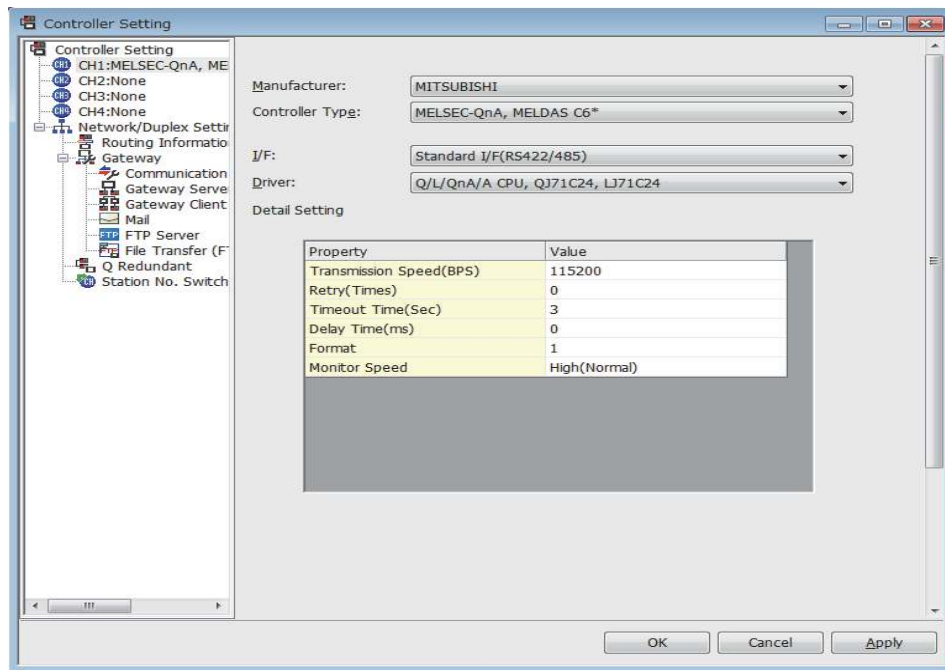 Controller Setting
Controller Setting
CH1:MELSEC-QnA, ME
CH2:None
CH3:None
CH4:None
Network/Duplex Settin
Routing Informatio
Gateway
Communication
Gateway Serve
Gateway Client
Mail
FTP Server
File Transfer (F
Q Redundant
Station No. Switch
Manufacturer: MITSUBISHI
Controller Type: MELSEC-QnA, MELDAS C6*
I/F: Standard I/F(RS422/485)
Driver: Q/L/QnA/A CPU, QJ71C24, LJ71C24
Detail Setting
Property Value
Transmission Speed(BPS) 115200
Retry(Times) 0
Timeout Time(Sec) 3
Delay Time(ms) 0
Format 1
Monitor Speed High(Normal)
OK Cancel Apply